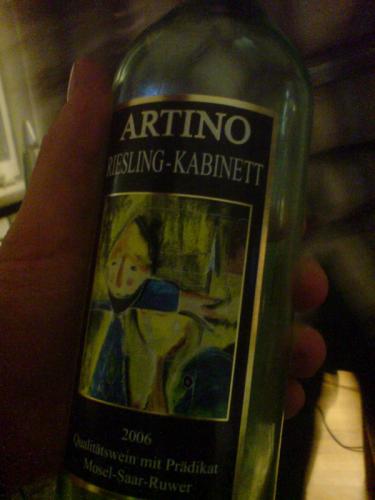 ARTINO
RIESLING-KABINETT
2006
Qualitätswein mit Prädikat
Mosel-Saar-Ruwer